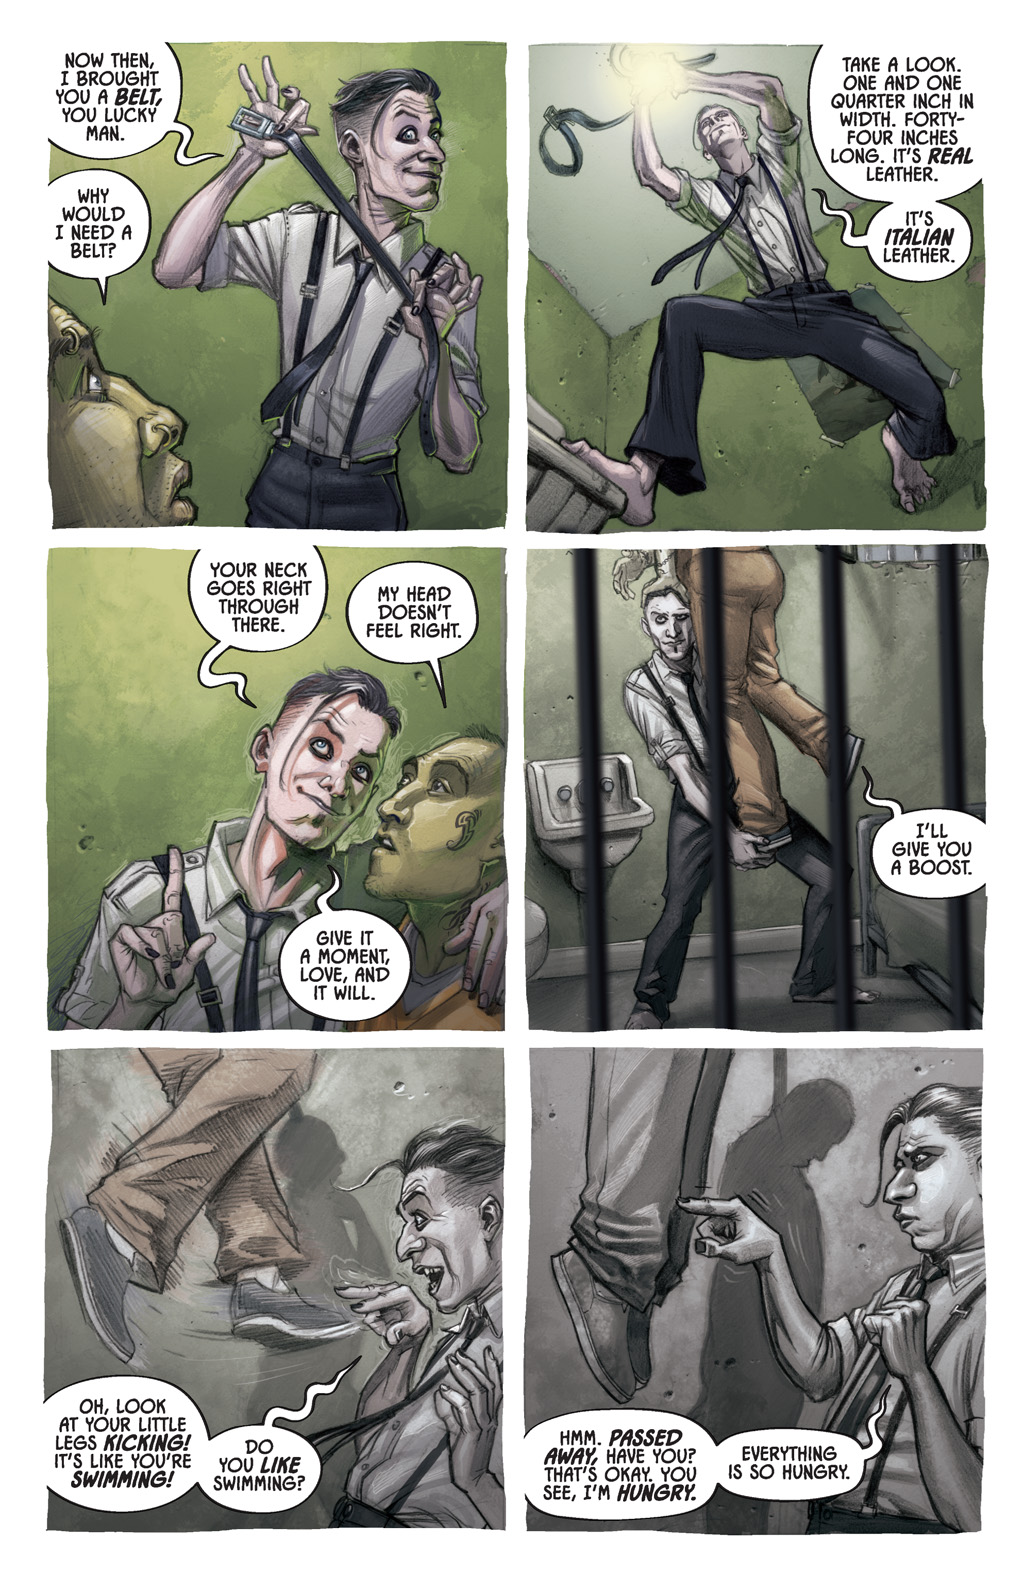 NOW THEN,
I BROUGHT
YOU A BELT,
YOU LUCKY
MAN.
WHY
WOULD
I NEED A
BELT?
TAKE A LOOK.
ONE AND ONE
QUARTER INCH IN
WIDTH. FORTY-
FOUR INCHES
LONG. IT'S REAL
LEATHER.
IT'S
ITALIAN
LEATHER.
YOUR NECK
GOES RIGHT
THROUGH
THERE.
MY HEAD
DOESN'T
FEEL RIGHT.
GIVE IT
A MOMENT,
LOVE, AND
IT WILL.
I'LL
GIVE YOU
A BOOST.
OH, LOOK
AT YOUR LITTLE
LEGS KICKING!
IT'S LIKE YOU'RE
SWIMMING!
DO
YOU LIKE
SWIMMING?
HMM. PASSED
AWAY, HAVE YOU?
THAT'S OKAY. YOU
SEE, I'M HUNGRY.
EVERYTHING
IS SO HUNGRY.